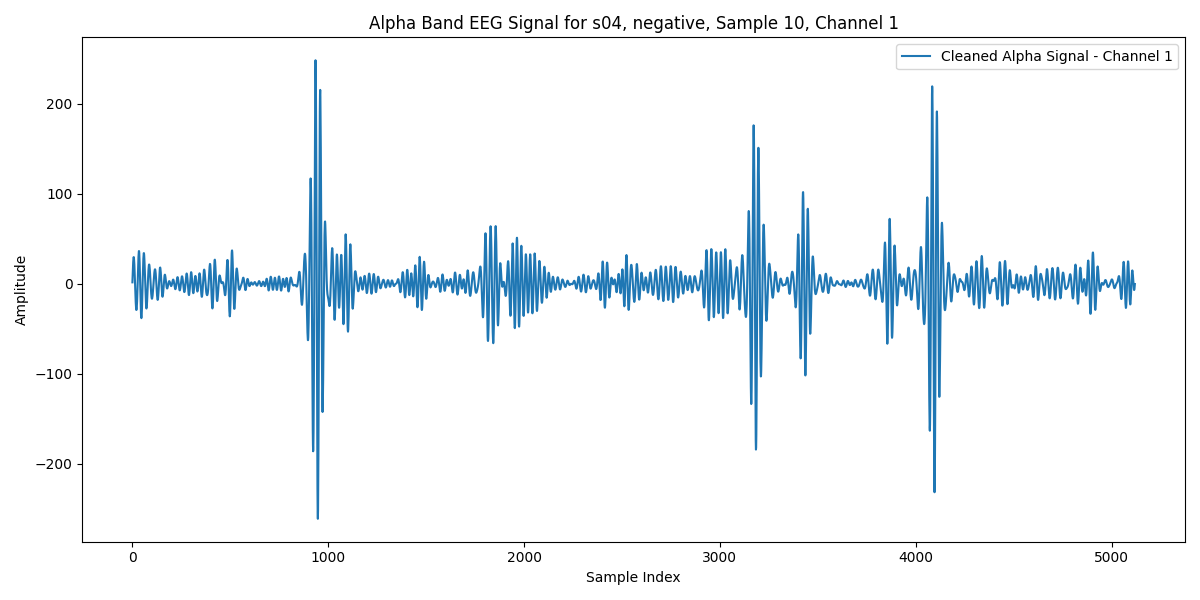 Alpha Band EEG Signal for s04, negative, Sample 10, Channel 1
Cleaned Alpha Signal - Channel 1
Amplitude
200
100
0
−100
−200
0 1000 2000 3000 4000 5000
Sample Index